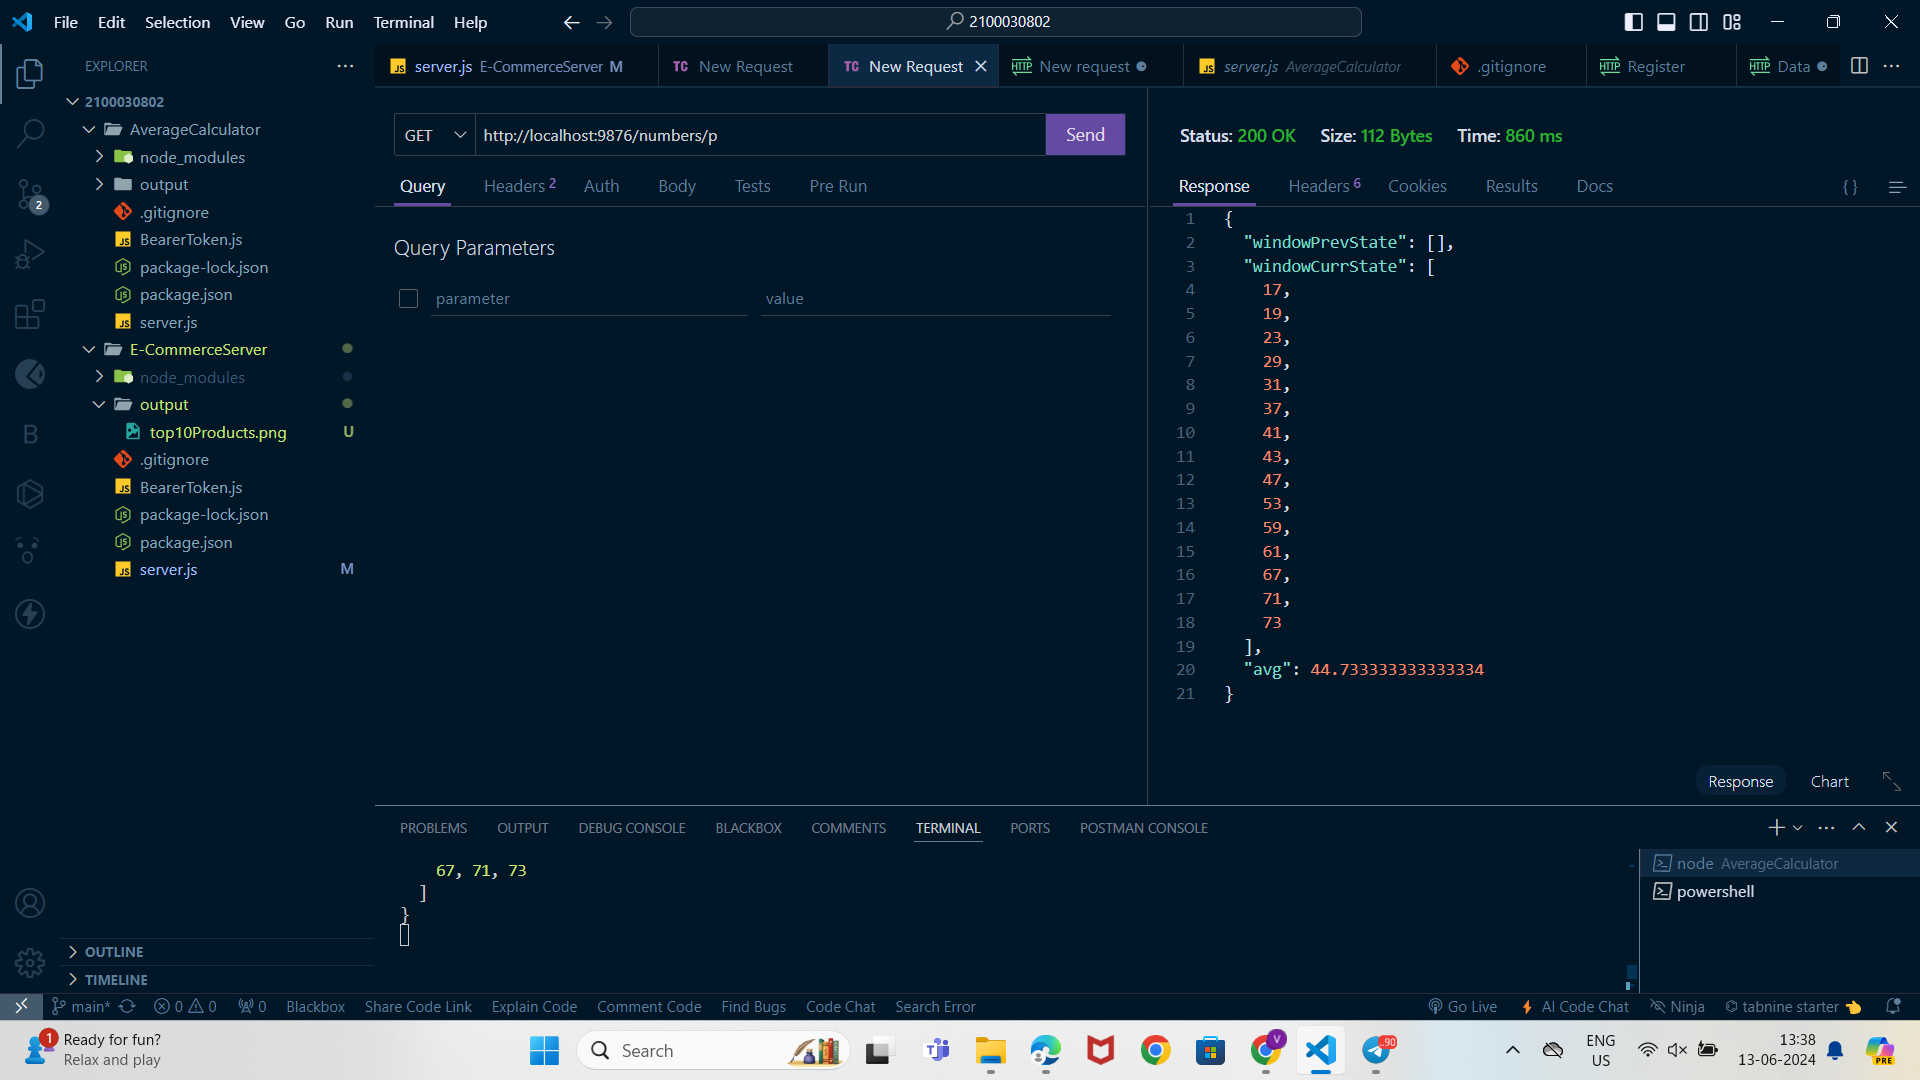 File Edit Selection View Go Run Terminal Help 2100030802
EXPLORER
2100030802
AverageCalculator
node_modules
output
.gitignore
BearerToken.js
package-lock.json
package.json
server.js
E-CommerceServer
node_modules
output
top10Products.png U
.gitignore
BearerToken.js
package-lock.json
package.json
server.js M
OUTLINE
TIMELINE
server.js E-CommerceServer M TC New Request TC New Request HTTP New request server.js AverageCalculator .gitignore HTTP Register HTTP Data
GET http://localhost:9876/numbers/p Send
Query Headers 2 Auth Body Tests Pre Run
Query Parameters
parameter value
Status: 200 OK Size: 112 Bytes Time: 860 ms
Response Headers 6 Cookies Results Docs { }
1 {
2 "windowPrevState": [],
3 "windowCurrState": [
4 17,
5 19,
6 23,
7 29,
8 31,
9 37,
10 41,
11 43,
12 47,
13 53,
14 59,
15 61,
16 67,
17 71,
18 73
19 ],
20 "avg": 44.733333333333334
21 }
Response Chart
PROBLEMS OUTPUT DEBUG CONSOLE BLACKBOX COMMENTS TERMINAL PORTS POSTMAN CONSOLE
67, 71, 73
]
}
node AverageCalculator
powershell
main* 0 0 0 Blackbox Share Code Link Explain Code Comment Code Find Bugs Code Chat Search Error Go Live AI Code Chat Ninja tabnine starter
1 Ready for fun?
Relax and play
Search
V
90
ENG
US
13:38
13-06-2024
PRE
2
B